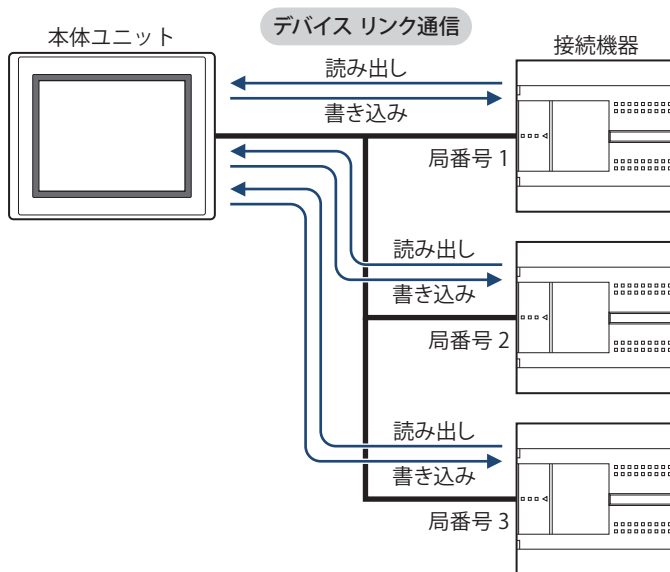 デバイス リンク通信
本体ユニット
接続機器
読み出し
書き込み
局番号 1
読み出し
書き込み
局番号 2
読み出し
書き込み
局番号 3